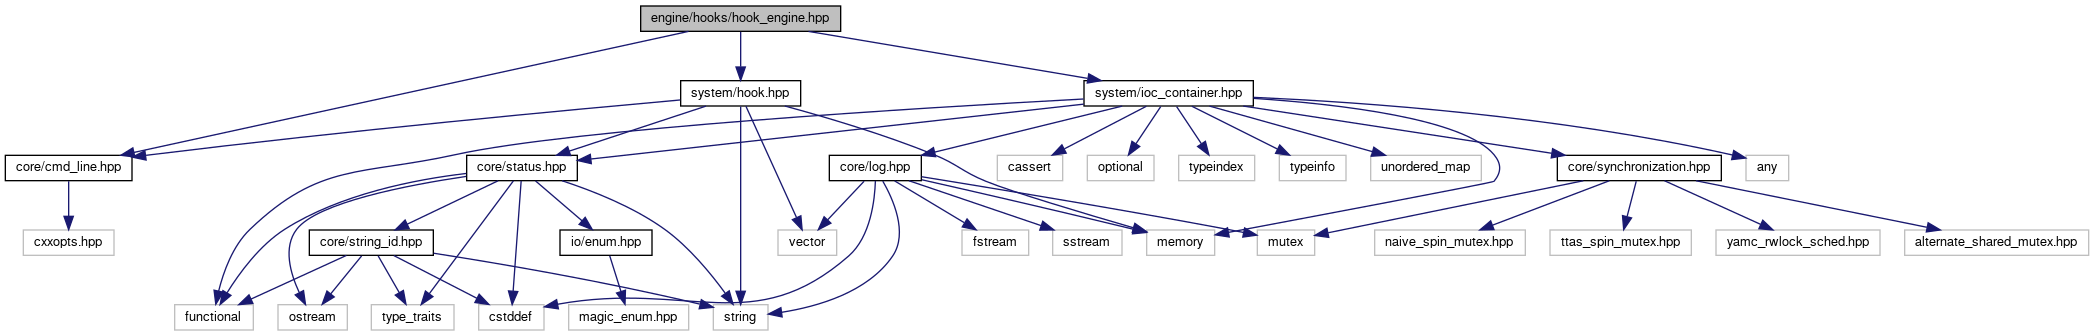 engine/hooks/hook_engine.hpp
system/hook.hpp
system/ioc_container.hpp
core/cmd_line.hpp
core/status.hpp
core/log.hpp
cassert
optional
typeindex
typeinfo
unordered_map
core/synchronization.hpp
any
cxxopts.hpp
core/string_id.hpp
io/enum.hpp
vector
fstream
sstream
memory
mutex
naive_spin_mutex.hpp
ttas_spin_mutex.hpp
yamc_rwlock_sched.hpp
alternate_shared_mutex.hpp
functional
ostream
type_traits
cstddef
magic_enum.hpp
string